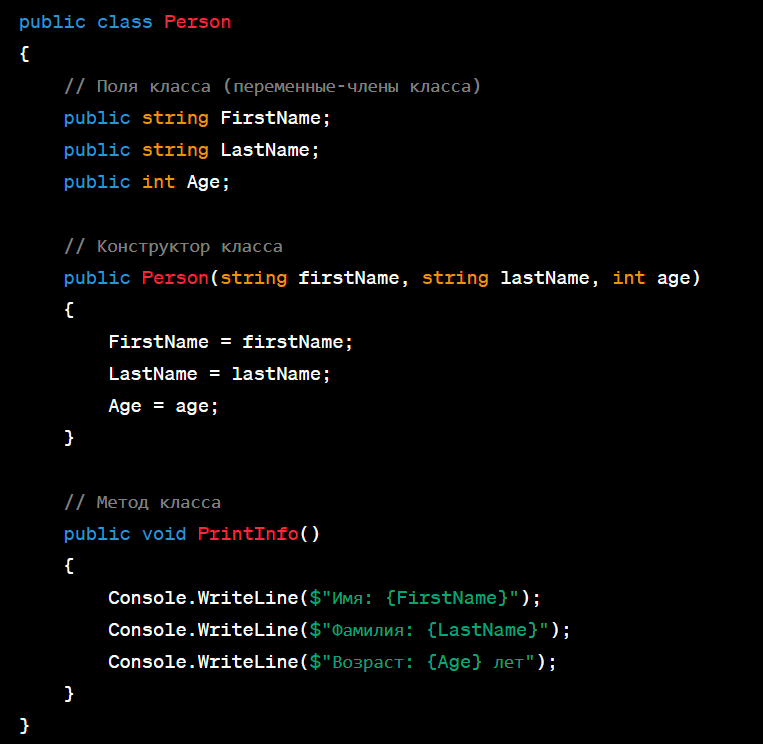 public class Person
{
    // Поля класса (переменные-члены класса)
    public string FirstName;
    public string LastName;
    public int Age;

    // Конструктор класса
    public Person(string firstName, string lastName, int age)
    {
        FirstName = firstName;
        LastName = lastName;
        Age = age;
    }

    // Метод класса
    public void PrintInfo()
    {
        Console.WriteLine($"Имя: {FirstName}");
        Console.WriteLine($"Фамилия: {LastName}");
        Console.WriteLine($"Возраст: {Age} лет");
    }
}